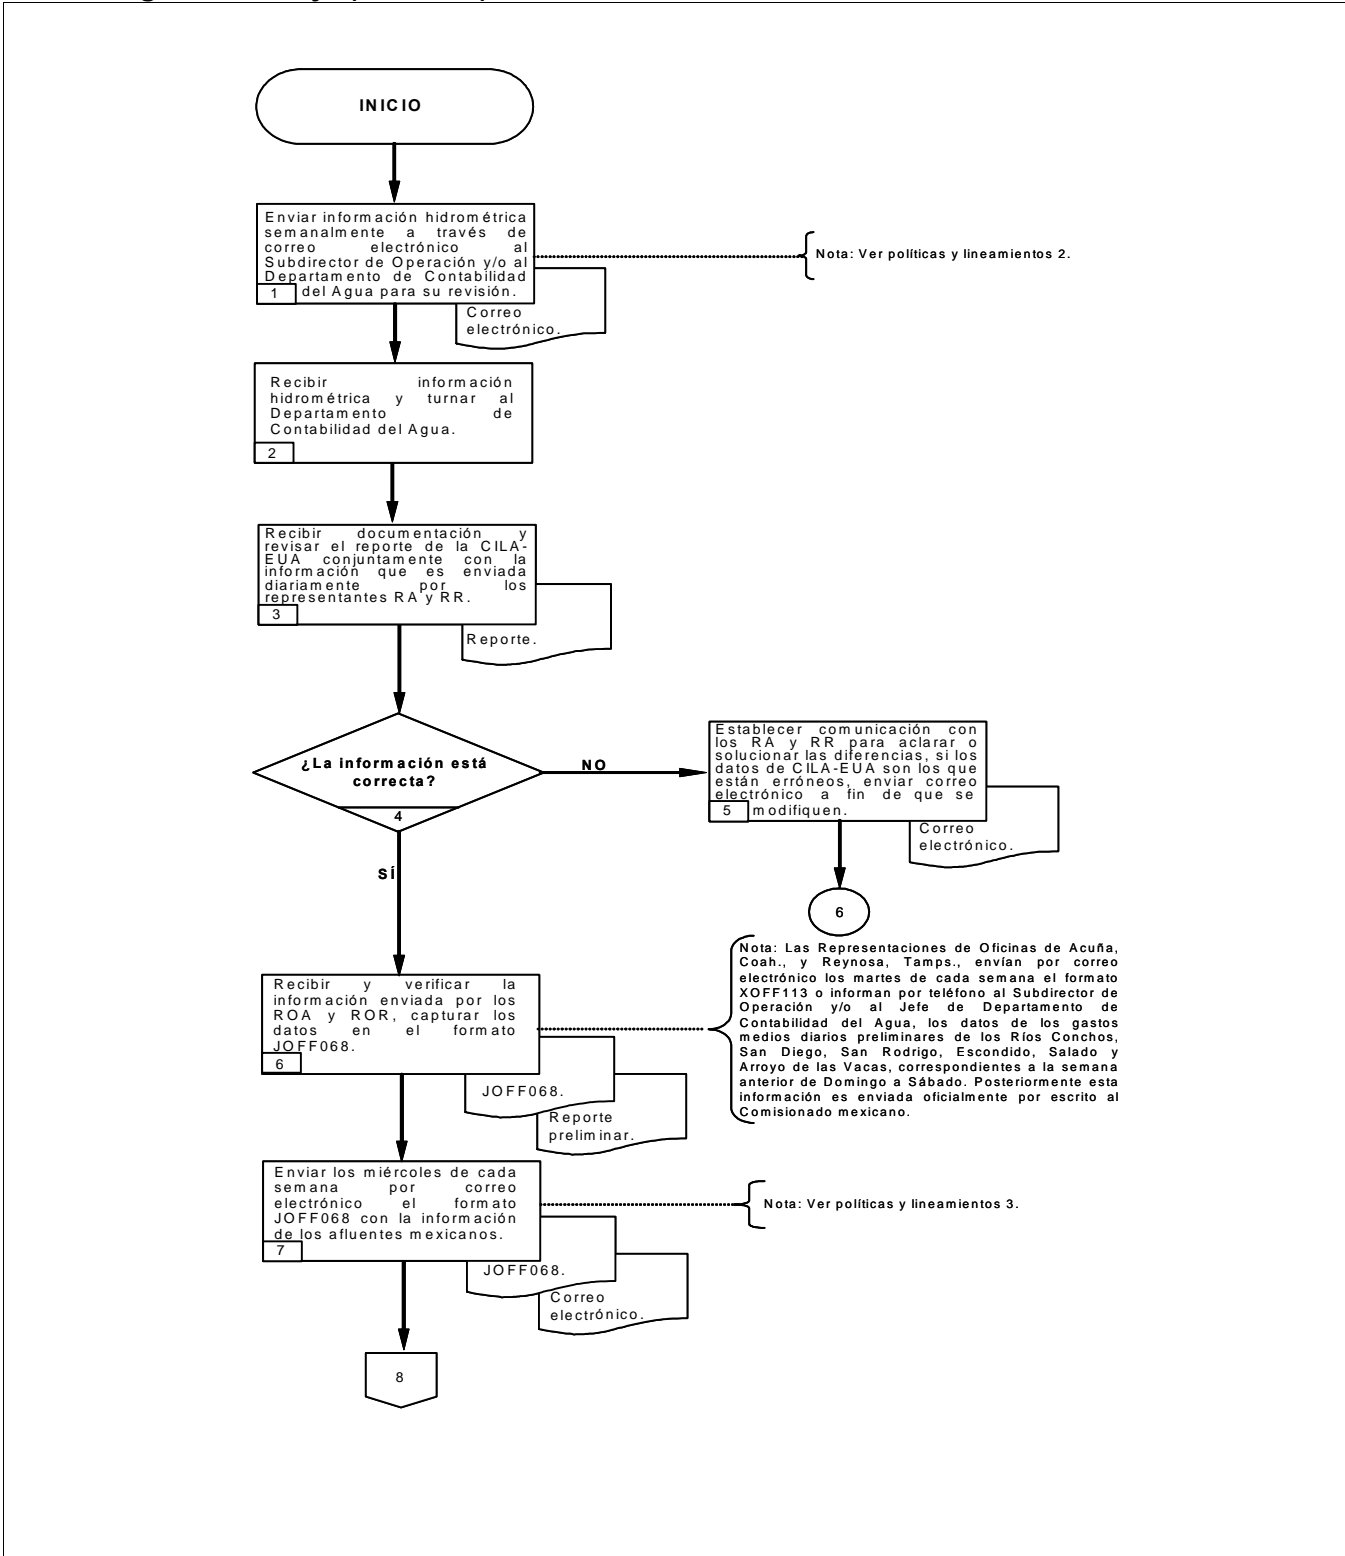 INICIO
Enviar información hidrométrica
semanalmente a través de
correo electrónico al
Subdirector de Operación y/o al
Departamento de Contabilidad
del Agua para su revisión.
1
Correo
electrónico.
Nota: Ver políticas y lineamientos 2.
Recibir información
hidrométrica y turnar al
Departamento de
Contabilidad del Agua.
2
Recibir documentación y
revisar el reporte de la CILA-
EUA conjuntamente con la
información que es enviada
diariamente por los
representantes RA y RR.
3
Reporte.
¿La información está
correcta?
4
NO
SÍ
Establecer comunicación con
los RA y RR para aclarar o
solucionar las diferencias, si los
datos de CILA-EUA son los que
están erróneos, enviar correo
electrónico a fin de que se
modifiquen.
5
Correo
electrónico.
6
Recibir y verificar la
información enviada por los
ROA y ROR, capturar los
datos en el formato
JOFF068.
6
JOFF068.
Reporte
preliminar.
Nota: Las Representaciones de Oficinas de Acuña,
Coah., y Reynosa, Tamps., envían por correo
electrónico los martes de cada semana el formato
XOFF113 o informan por teléfono al Subdirector de
Operación y/o al Jefe de Departamento de
Contabilidad del Agua, los datos de los gastos
medios diarios preliminares de los Ríos Conchos,
San Diego, San Rodrigo, Escondido, Salado y
Arroyo de las Vacas, correspondientes a la semana
anterior de Domingo a Sábado. Posteriormente esta
información es enviada oficialmente por escrito al
Comisionado mexicano.
Enviar los miércoles de cada
semana por correo
electrónico el formato
JOFF068 con la información
de los afluentes mexicanos.
7
JOFF068.
Correo
electrónico.
Nota: Ver políticas y lineamientos 3.
8